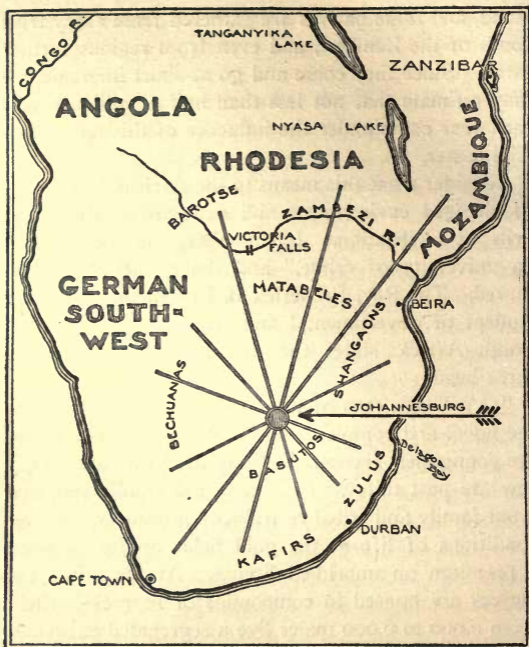 CONGO R.
TANGANYIKA
LAKE
ZANZIBAR
ANGOLA
NYASA LAKE
RHODESIA
MOZAMBIQUE
BAROTSE
ZAMBEZI R.
VICTORIA
FALLS
GERMAN
SOUTH=
WEST
MATABELES
BEIRA
SHANGAONS
BECHUANAS
JOHANNESBURG
BASUTOS
Delagoa
ZULUS
DURBAN
KAFIRS
CAPE TOWN